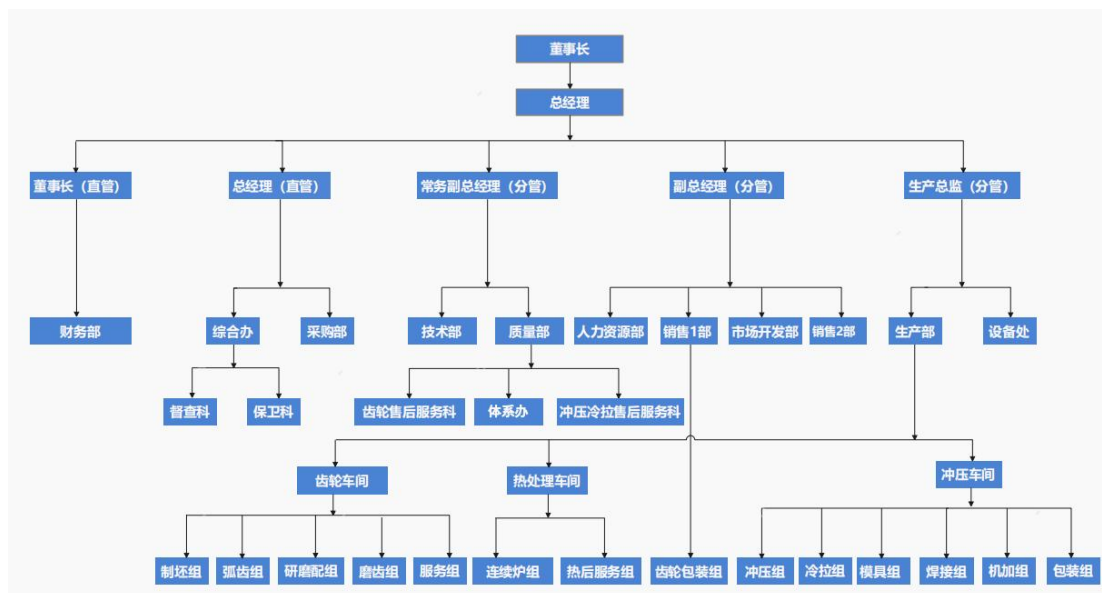 董事长
总经理
董事长（直管）
总经理（直管）
常务副总经理（分管）
副总经理（分管）
生产总监（分管）
财务部
综合办
采购部
技术部
质量部
人力资源部
销售1部
市场开发部
销售2部
生产部
设备处
督查科
保卫科
齿轮售后服务科
体系办
冲压冷拉售后服务科
齿轮车间
热处理车间
冲压车间
制坯组
弧齿组
研磨配组
磨齿组
服务组
连续炉组
热后服务组
齿轮包装组
冲压组
冷拉组
模具组
焊接组
机加组
包装组